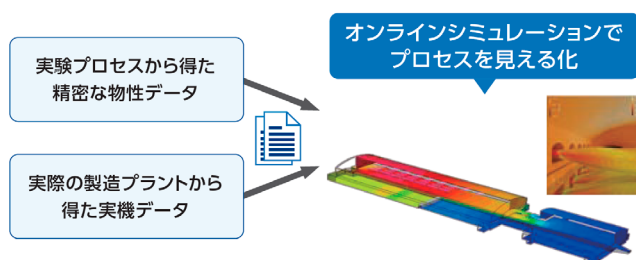 実験プロセスから得た
精密な物性データ
実際の製造プラントから
得た実機データ
オンラインシミュレーションで
プロセスを見える化